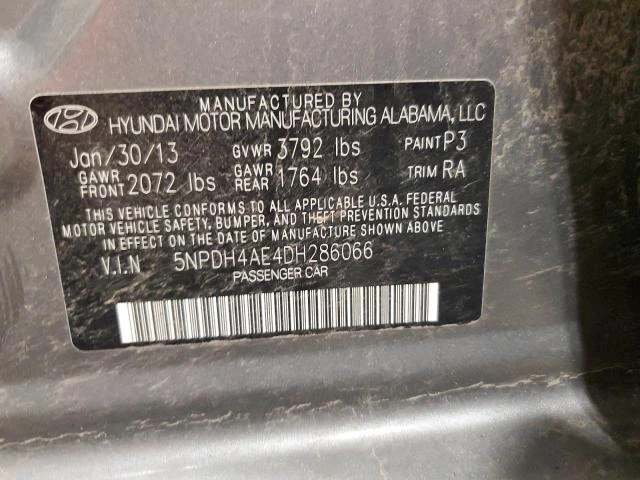 MANUFACTURED BY
HYUNDAI MOTOR MANUFACTURING ALABAMA, LLC
Jan/30/13 GVWR 3792 lbs PAINT P3
GAWR FRONT 2072 lbs GAWR REAR 1764 lbs TRIM RA
THIS VEHICLE CONFORMS TO ALL APPLICABLE U.S.A. FEDERAL
MOTOR VEHICLE SAFETY, BUMPER, AND THEFT PREVENTION STANDARDS
IN EFFECT ON THE DATE OF MANUFACTURE SHOWN ABOVE
V.I.N 5NPDH4AE4DH286066
PASSENGER CAR